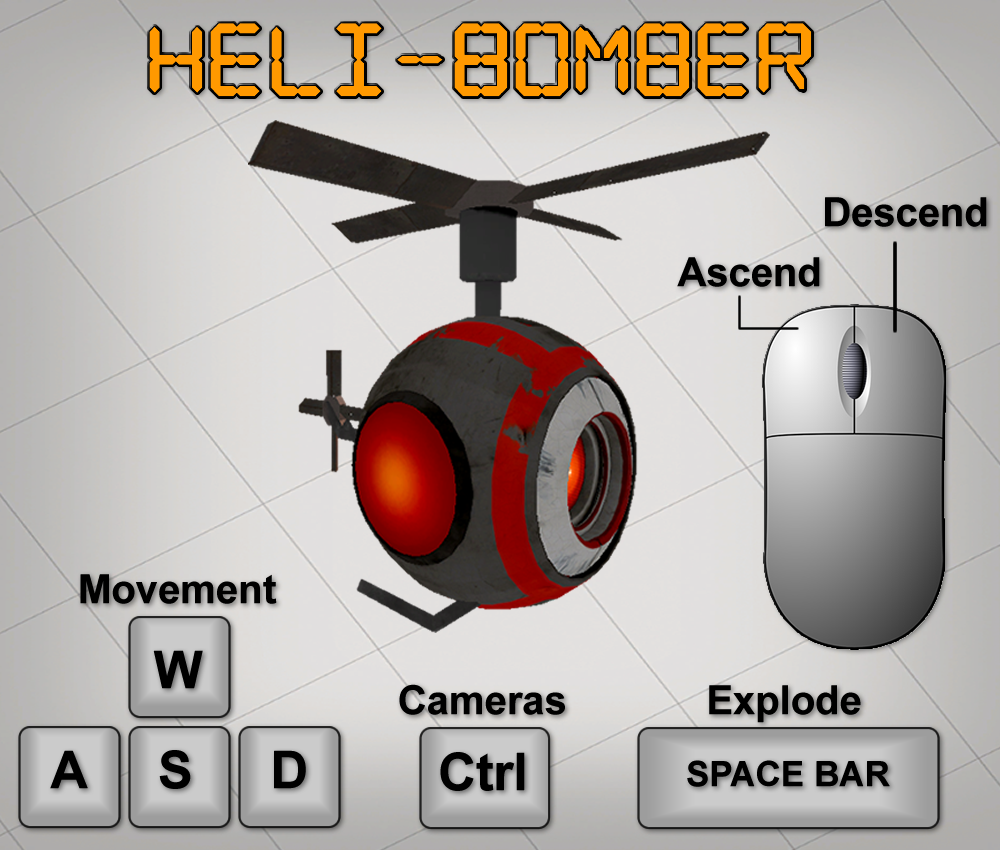 HELI-BOMBER
Descend
Ascend
Movement
W
A S D
Cameras
Ctrl
Explode
SPACE BAR